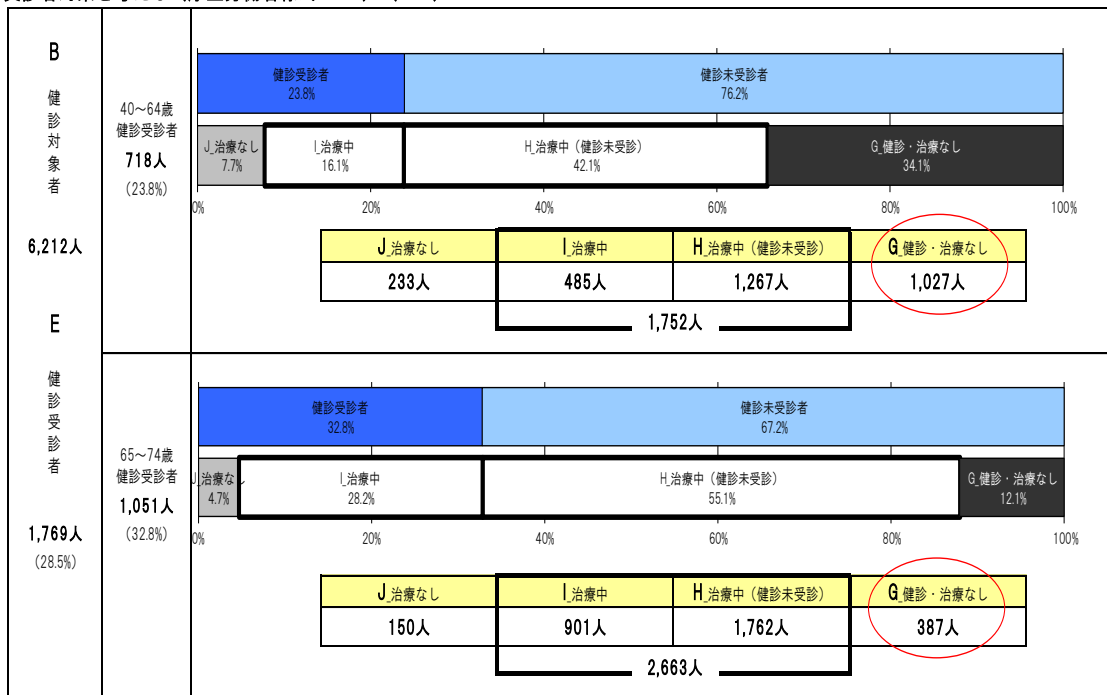 B
健診対象者
6,212人
E
健診受診者
1,769人
(28.5%)
40～64歳
健診受診者
718人
(23.8%)
健診受診者
23.8%
健診未受診者
76.2%
J_治療なし
7.7%
I_治療中
16.1%
H_治療中（健診未受診）
42.1%
G_健診・治療なし
34.1%
0% 20% 40% 60% 80% 100%
J_治療なし I_治療中 H_治療中（健診未受診） G_健診・治療なし
233人 485人 1,267人 1,027人
1,752人
65～74歳
健診受診者
1,051人
(32.8%)
健診受診者
32.8%
健診未受診者
67.2%
J_治療なし
4.7%
I_治療中
28.2%
H_治療中（健診未受診）
55.1%
G_健診・治療なし
12.1%
0% 20% 40% 60% 80% 100%
J_治療なし I_治療中 H_治療中（健診未受診） G_健診・治療なし
150人 901人 1,762人 387人
2,663人